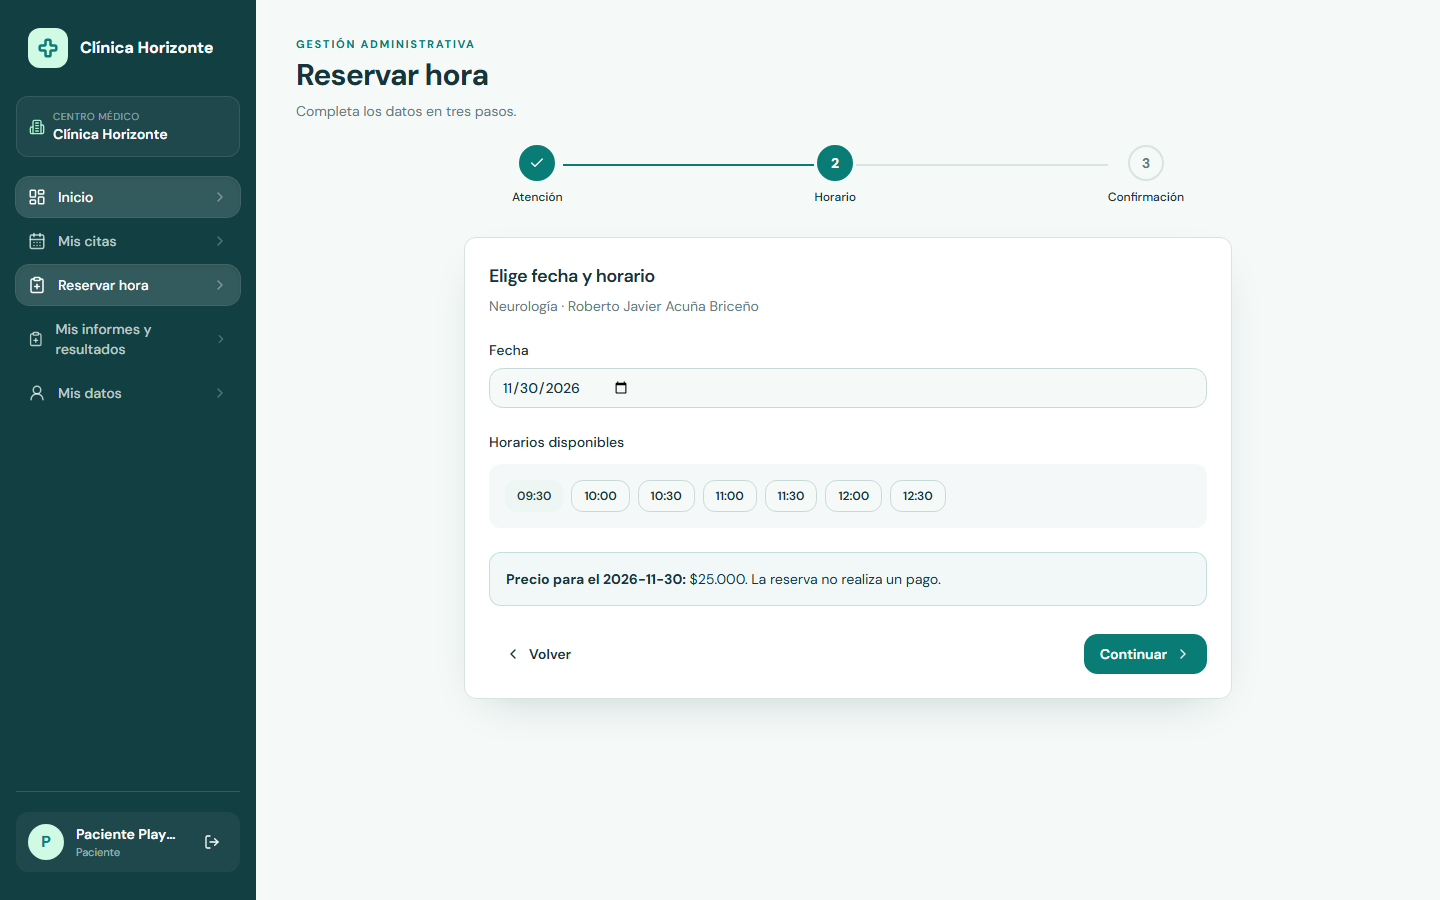 Clínica Horizonte
CENTRO MÉDICO
Clínica Horizonte
Inicio
Mis citas
Reservar hora
Mis informes y
resultados
Mis datos
P
Paciente Play...
Paciente
GESTIÓN ADMINISTRATIVA
Reservar hora
Completa los datos en tres pasos.
2
3
Atención
Horario
Confirmación
Elige fecha y horario
Neurología · Roberto Javier Acuña Briceño
Fecha
11/30/2026
Horarios disponibles
09:30 10:00 10:30 11:00 11:30 12:00 12:30
Precio para el 2026-11-30: $25.000. La reserva no realiza un pago.
Volver
Continuar